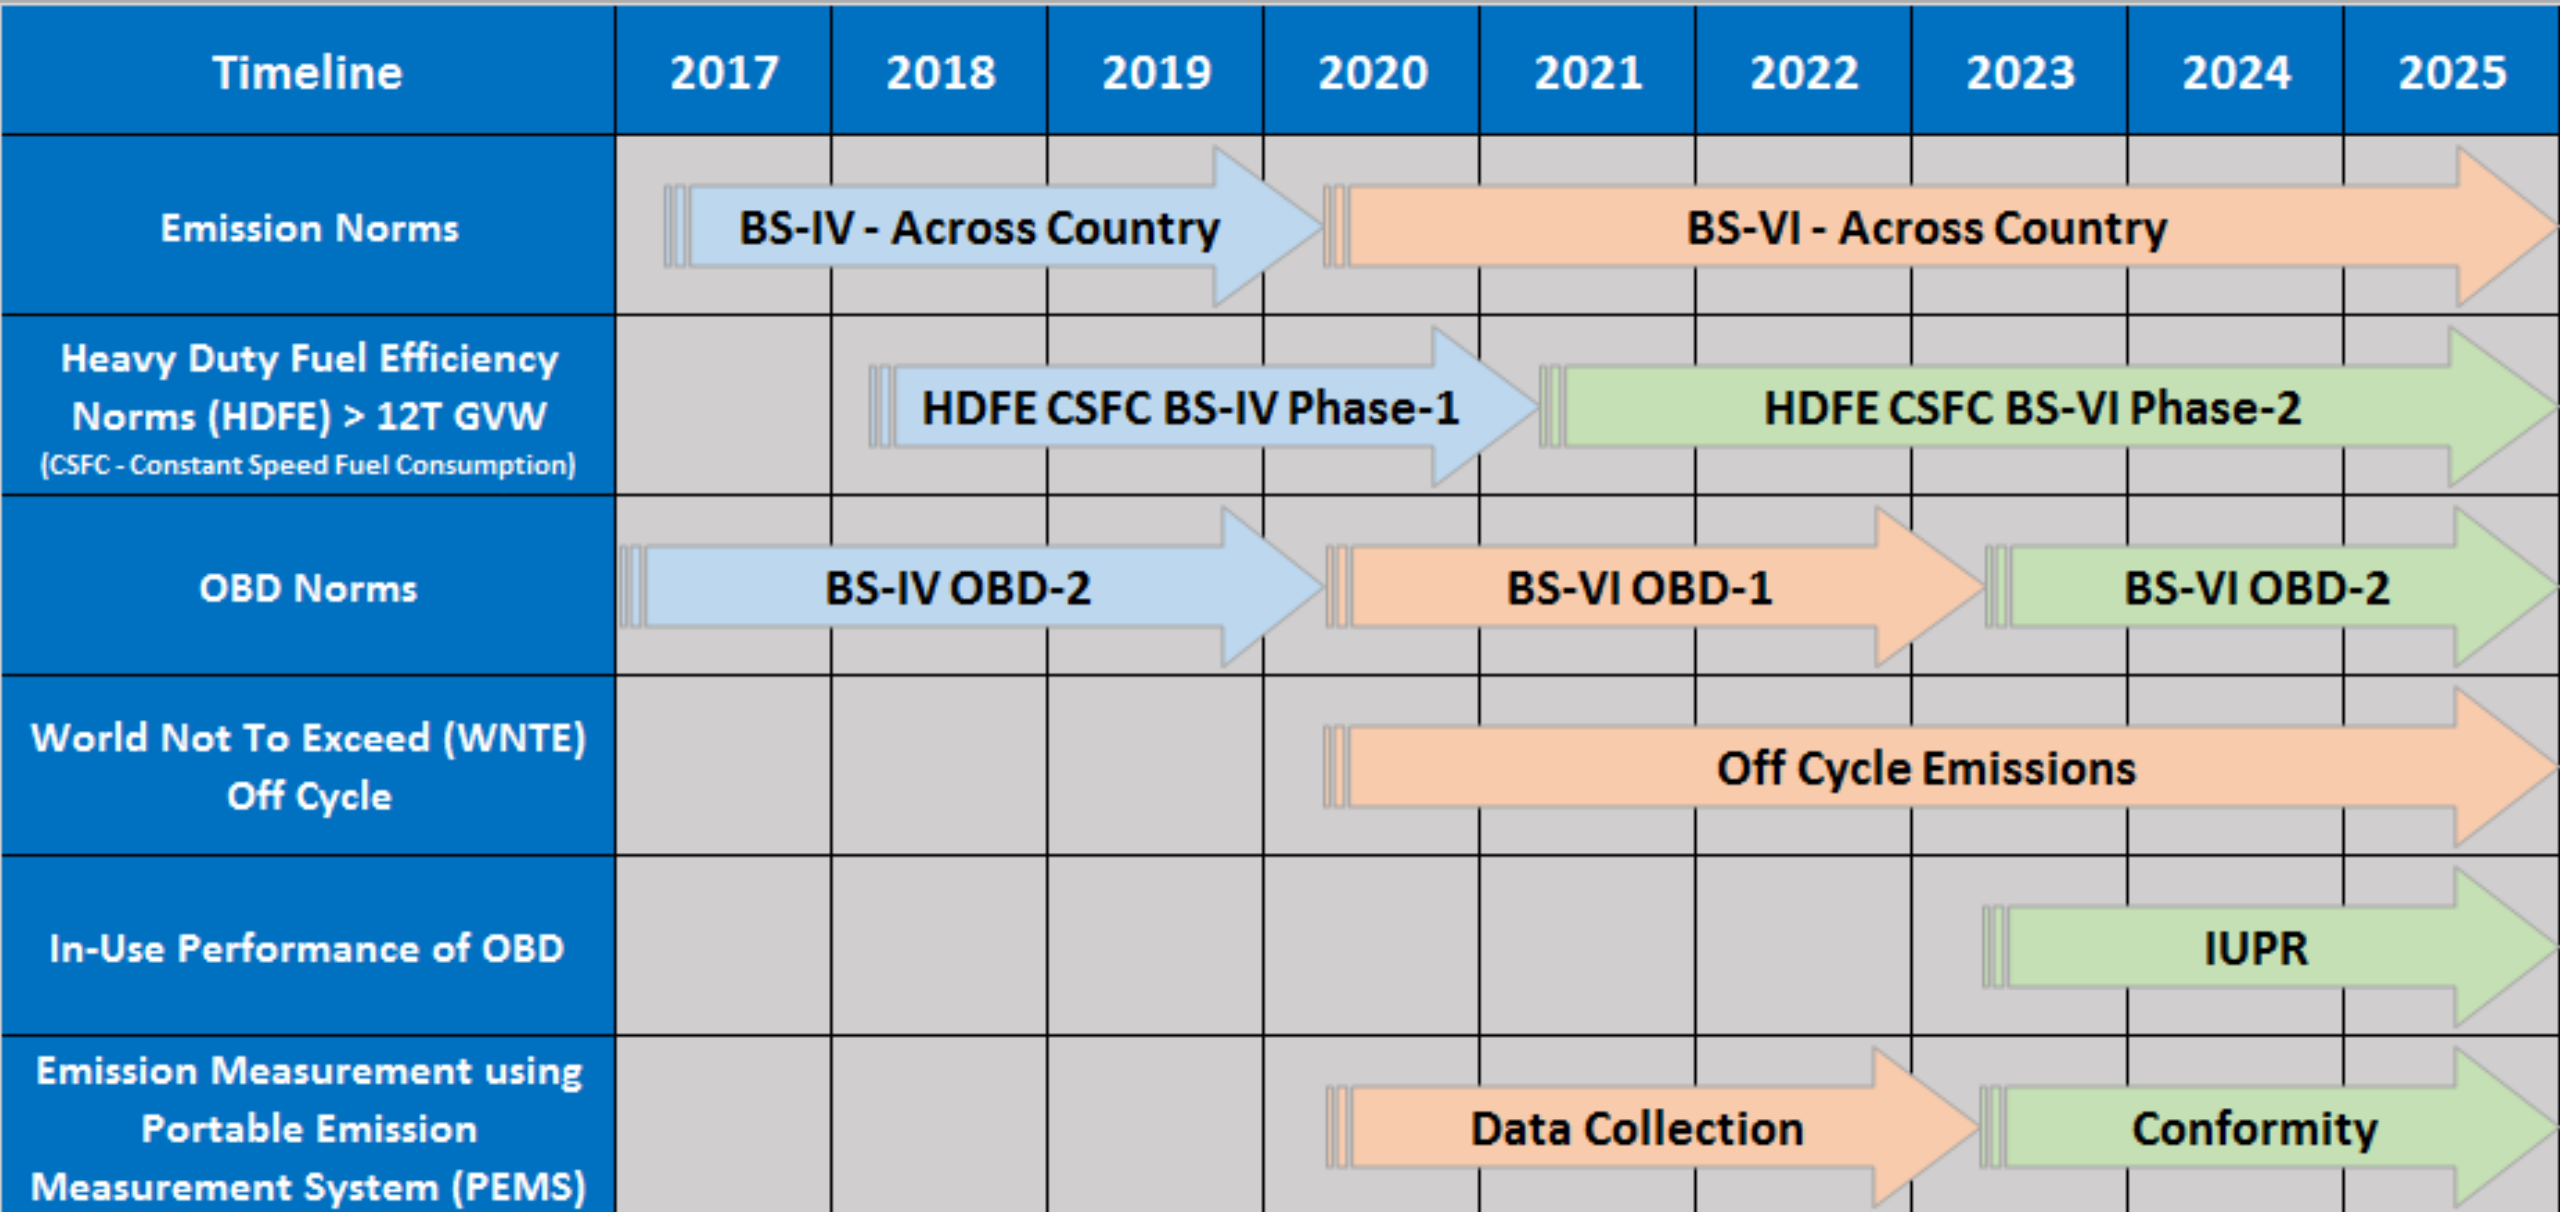 Timeline 2017 2018 2019 2020 2021 2022 2023 2024 2025
Emission Norms
BS-IV - Across Country
BS-VI - Across Country
Heavy Duty Fuel Efficiency
Norms (HDFE) > 12T GVW
(CSFC - Constant Speed Fuel Consumption)
HDFE CSFC BS-IV Phase-1
HDFE CSFC BS-VI Phase-2
OBD Norms
BS-IV OBD-2
BS-VI OBD-1
BS-VI OBD-2
World Not To Exceed (WNTE)
Off Cycle
Off Cycle Emissions
In-Use Performance of OBD
IUPR
Emission Measurement using
Portable Emission
Measurement System (PEMS)
Data Collection
Conformity